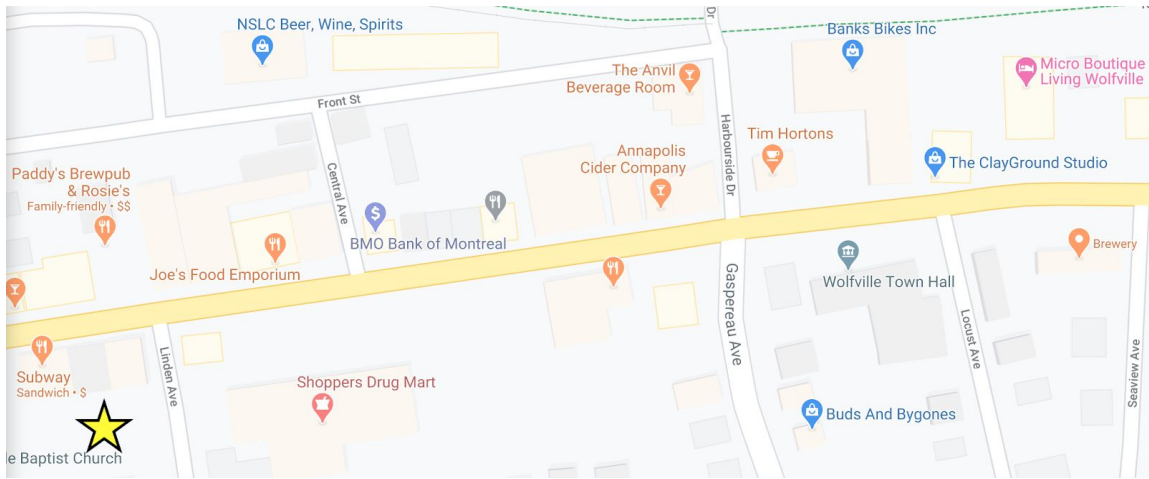 NSLC Beer, Wine, Spirits
Dr
Banks Bikes Inc
The Anvil
Beverage Room
Micro Boutique
Living Wolfville
Front St
Harbourside Dr
Tim Hortons
Annapolis
Cider Company
The ClayGround Studio
Paddy's Brewpub
& Rosie's
Family-friendly • $$
Central Ave
$
BMO Bank of Montreal
Joe's Food Emporium
Brewery
Wolfville Town Hall
Gaspereau Ave
Locust Ave
Seaview Ave
Linden Ave
Subway
Sandwich • $
Shoppers Drug Mart
Buds And Bygones
le Baptist Church